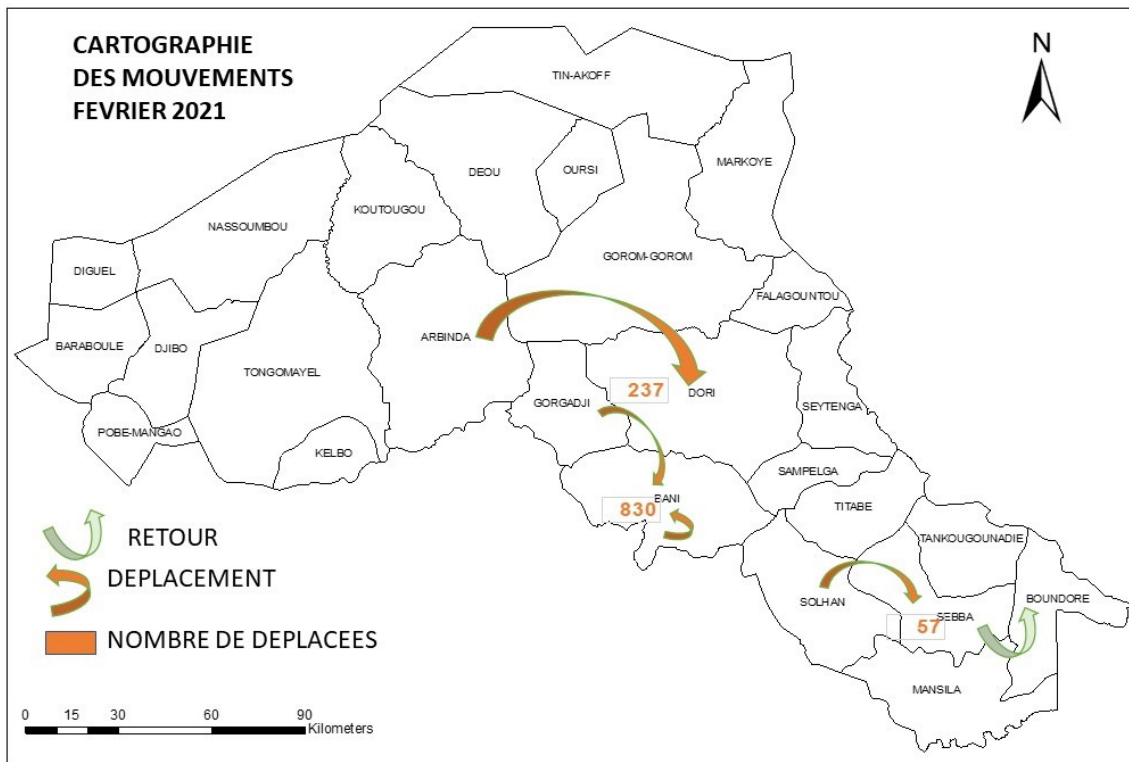 CARTOGRAPHIE
DES MOUVEMENTS
FEVRIER 2021
N
TIN-AKOFF
MARKOYE
DEOU
OURSI
KOUTOUGOU
NASSOUMBOU
GOROM-GOROM
DIGUEL
FALAGOUNTOU
BARABOULE
DJIBO
ARBINDA
TONGOMAYEL
237
DORI
GORGADJI
SEYTENGA
POBE-MANGAO
KELBO
SAMPELGA
BANI
830
TITABE
TANKOUGOUNADIE
SOLHAN
BOUNDORE
SEBBA
57
MANSILA
RETOUR
DEPLACEMENT
NOMBRE DE DEPLACEES
0 15 30 60 90
Kilometers